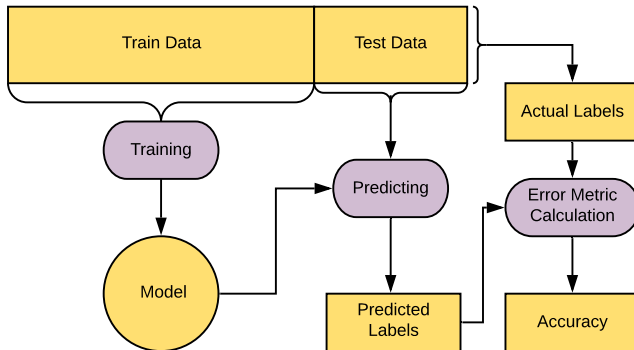 Train Data
Test Data
Actual Labels
Training
Predicting
Error Metric
Calculation
Model
Predicted
Labels
Accuracy